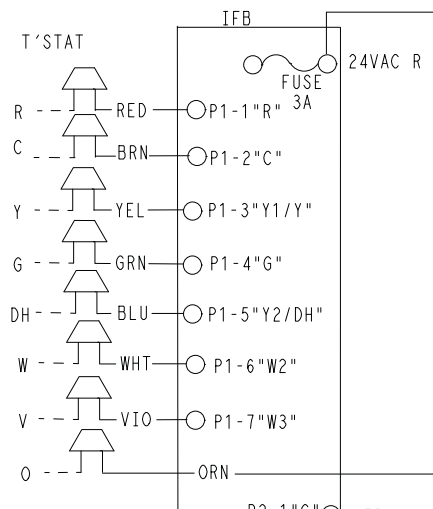 IFB
T'STAT
24VAC R
FUSE
3A
R RED P1-1"R"
C BRN P1-2"C"
Y YEL P1-3"Y1/Y"
G GRN P1-4"G"
DH BLU P1-5"Y2/DH"
W WHT P1-6"W2"
V VIO P1-7"W3"
O ORN